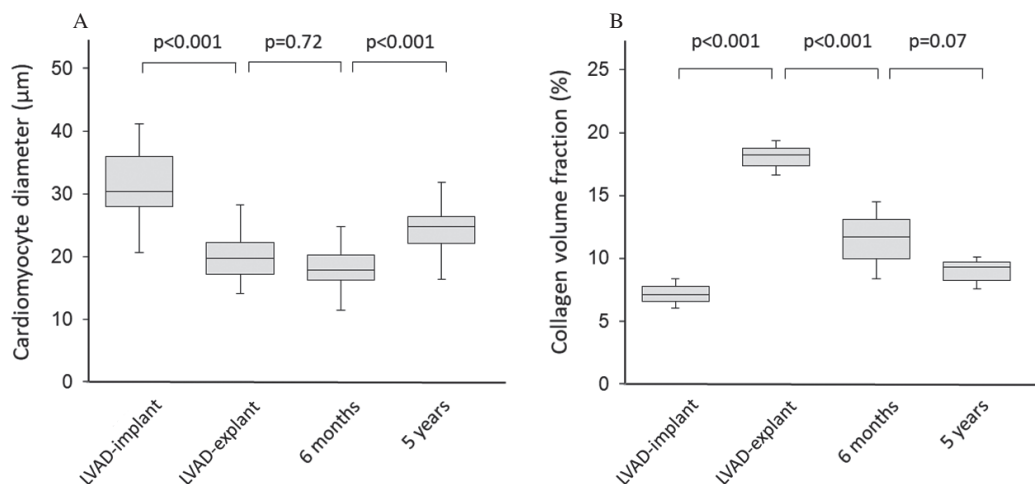 A
p<0.001 p=0.72 p<0.001
Cardiomyocyte diameter (μm)
50
40
30
20
10
0
LVAD-implant
LVAD-explant
6 months
5 years
B
p<0.001 p<0.001 p=0.07
Collagen volume fraction (%)
25
20
15
10
5
0
LVAD-implant
LVAD-explant
6 months
5 years